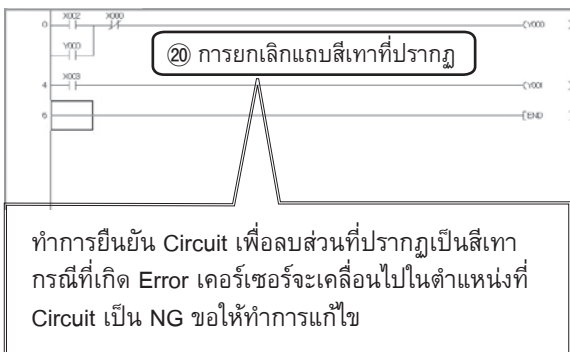 X002 X000
0 (Y000 )
Y000
⑳ การยกเลิกแถบสีเทาที่ปรากฏ
X003
4 (Y001 )
6 [END ]
ทำการยืนยัน Circuit เพื่อลบส่วนที่ปรากฏเป็นสีเทา
กรณีที่เกิด Error เคอร์เซอร์จะเคลื่อนไปในตำแหน่งที่
Circuit เป็น NG ขอให้ทำการแก้ไข